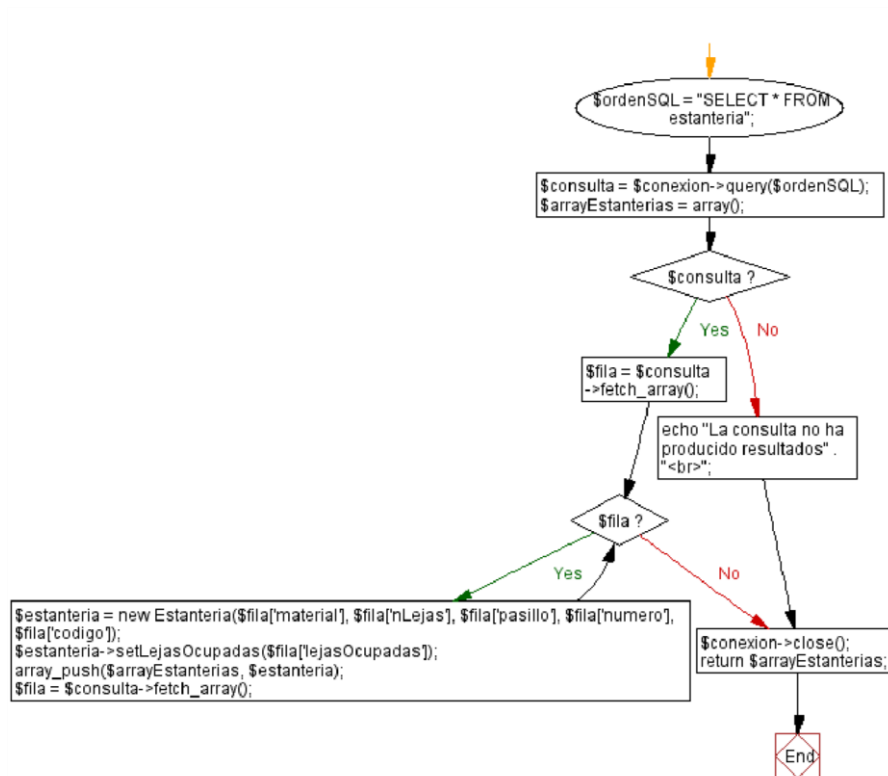 $ordenSQL = "SELECT * FROM
estanteria";
$consulta = $conexion->query($ordenSQL);
$arrayEstanterias = array();
$consulta ?
Yes
No
$fila = $consulta
->fetch_array();
echo "La consulta no ha
producido resultados" .
"<br>";
$fila ?
Yes
No
$estanteria = new Estanteria($fila['material'], $fila['nLejas'], $fila['pasillo'], $fila['numero'],
$fila['codigo']);
$estanteria->setLejasOcupadas($fila['lejasOcupadas']);
array_push($arrayEstanterias, $estanteria);
$fila = $consulta->fetch_array();
$conexion->close();
return $arrayEstanterias;
End